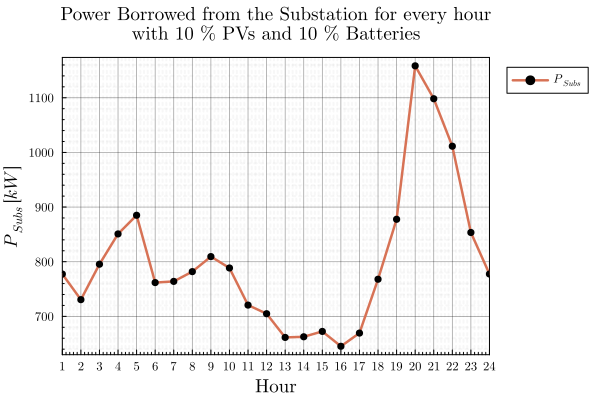 Power Borrowed from the Substation for every hour
with 10 % PVs and 10 % Batteries
P Subs
1100
1000
900
800
700
P Subs [kW]
1 2 3 4 5 6 7 8 9 10 11 12 13 14 15 16 17 18 19 20 21 22 23 24
Hour